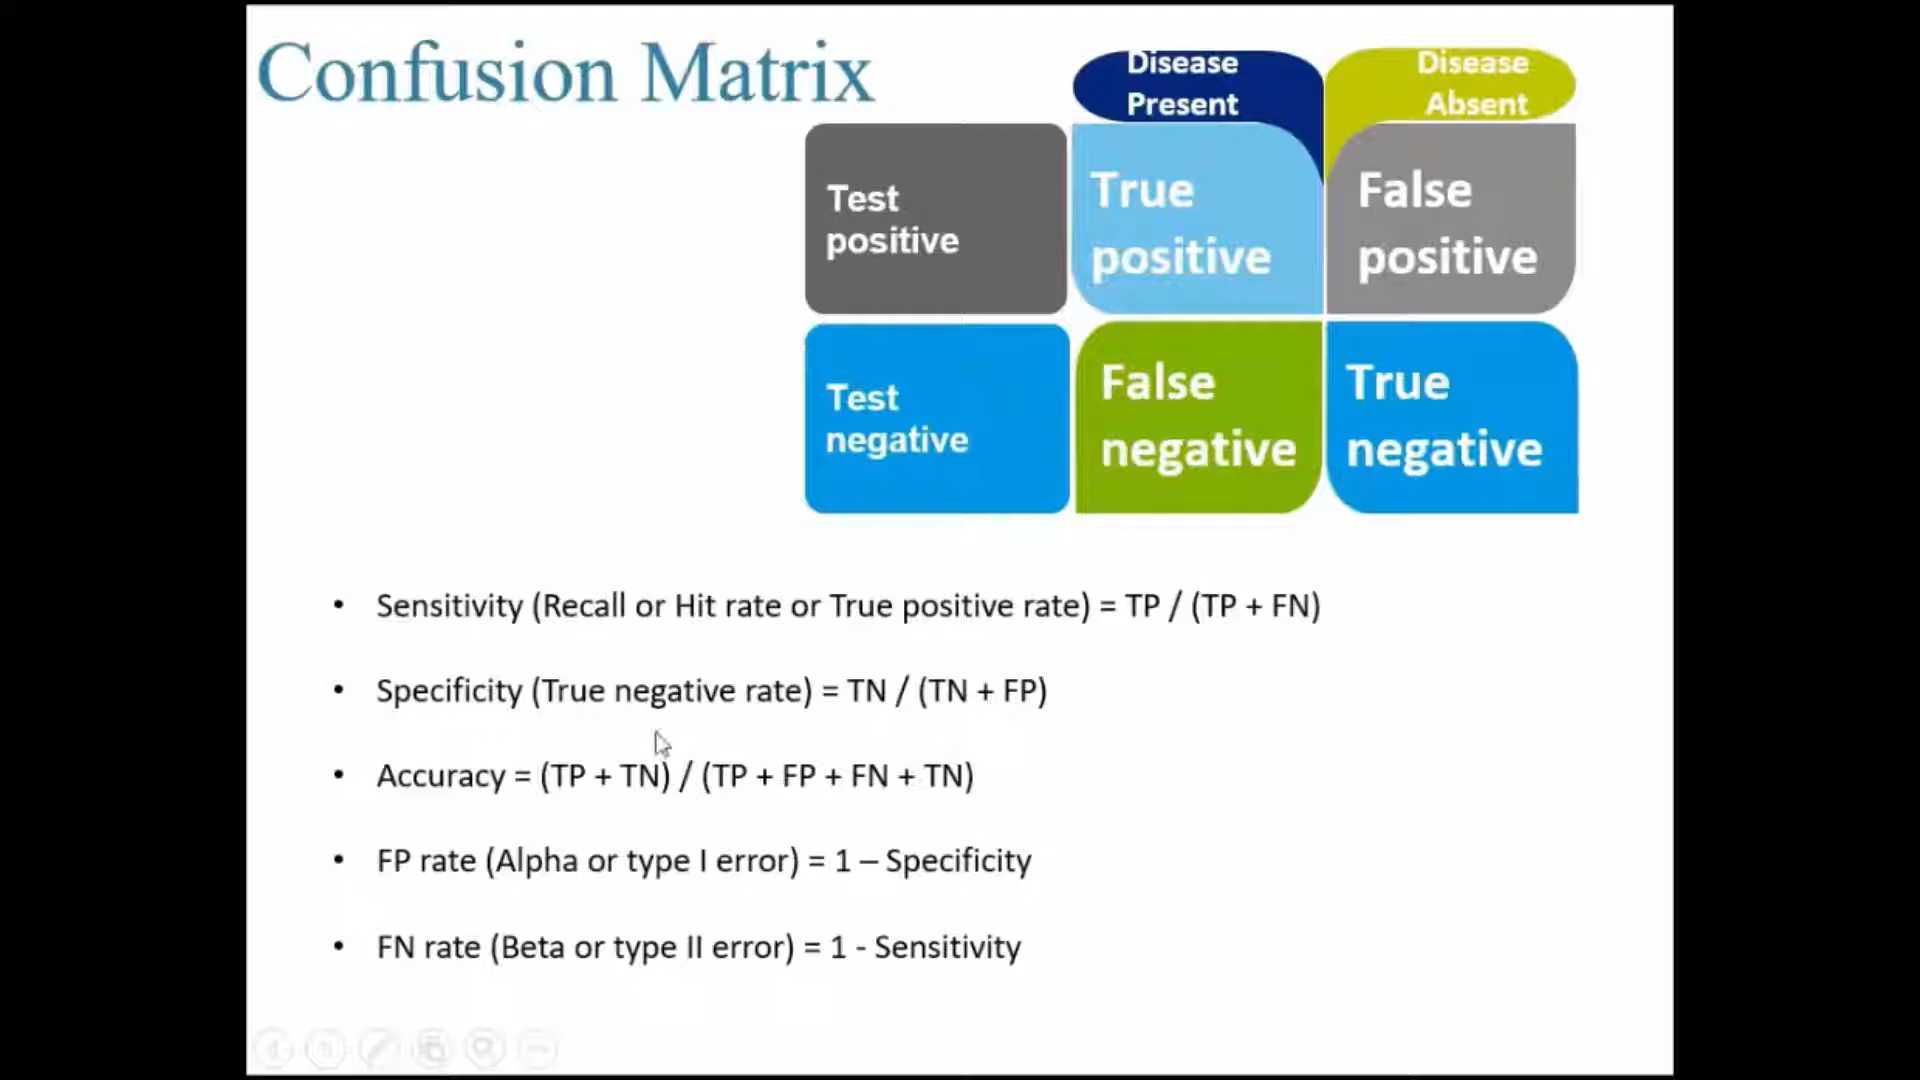 Confusion Matrix
Disease
Present
Disease
Absent
Test
positive
True
positive
False
positive
Test
negative
False
negative
True
negative
• Sensitivity (Recall or Hit rate or True positive rate) = TP / (TP + FN)
• Specificity (True negative rate) = TN / (TN + FP)
• Accuracy = (TP + TN) / (TP + FP + FN + TN)
• FP rate (Alpha or type I error) = 1 – Specificity
• FN rate (Beta or type II error) = 1 - Sensitivity